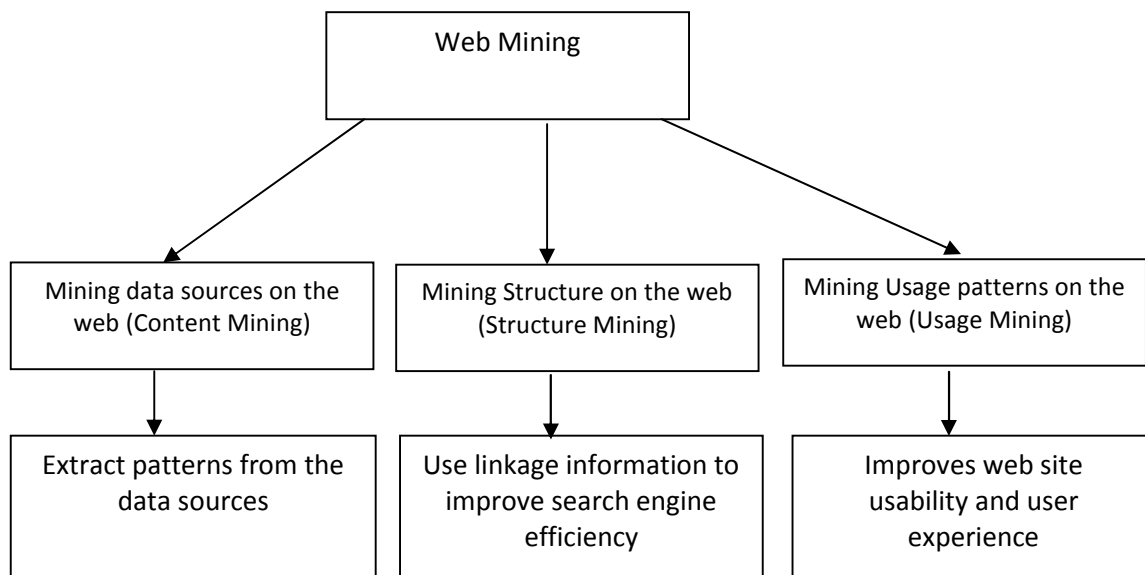 Web Mining
Mining data sources on the
web (Content Mining)
Mining Structure on the web
(Structure Mining)
Mining Usage patterns on the
web (Usage Mining)
Extract patterns from the
data sources
Use linkage information to
improve search engine
efficiency
Improves web site
usability and user
experience